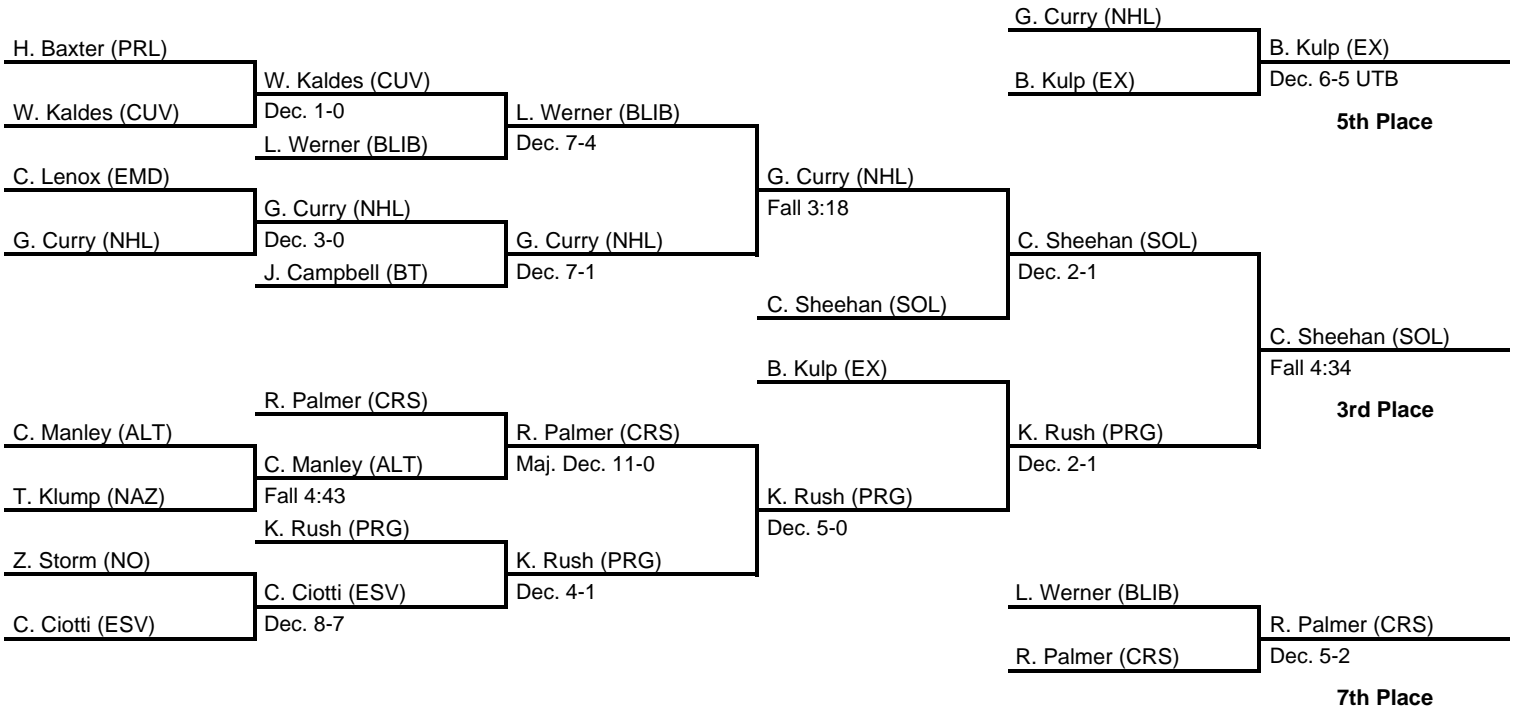 G. Curry (NHL)
H. Baxter (PRL)
B. Kulp (EX)
W. Kaldes (CUV)
B. Kulp (EX)
Dec. 6-5 UTB
W. Kaldes (CUV)
Dec. 1-0
L. Werner (BLIB)
5th Place
L. Werner (BLIB)
Dec. 7-4
C. Lenox (EMD)
G. Curry (NHL)
G. Curry (NHL)
Fall 3:18
G. Curry (NHL)
Dec. 3-0
G. Curry (NHL)
C. Sheehan (SOL)
J. Campbell (BT)
Dec. 7-1
Dec. 2-1
C. Sheehan (SOL)
C. Sheehan (SOL)
B. Kulp (EX)
Fall 4:34
R. Palmer (CRS)
3rd Place
C. Manley (ALT)
R. Palmer (CRS)
K. Rush (PRG)
C. Manley (ALT)
Maj. Dec. 11-0
Dec. 2-1
T. Klump (NAZ)
Fall 4:43
K. Rush (PRG)
K. Rush (PRG)
Dec. 5-0
Z. Storm (NO)
K. Rush (PRG)
C. Ciotti (ESV)
Dec. 4-1
L. Werner (BLIB)
C. Ciotti (ESV)
Dec. 8-7
R. Palmer (CRS)
R. Palmer (CRS)
Dec. 5-2
7th Place